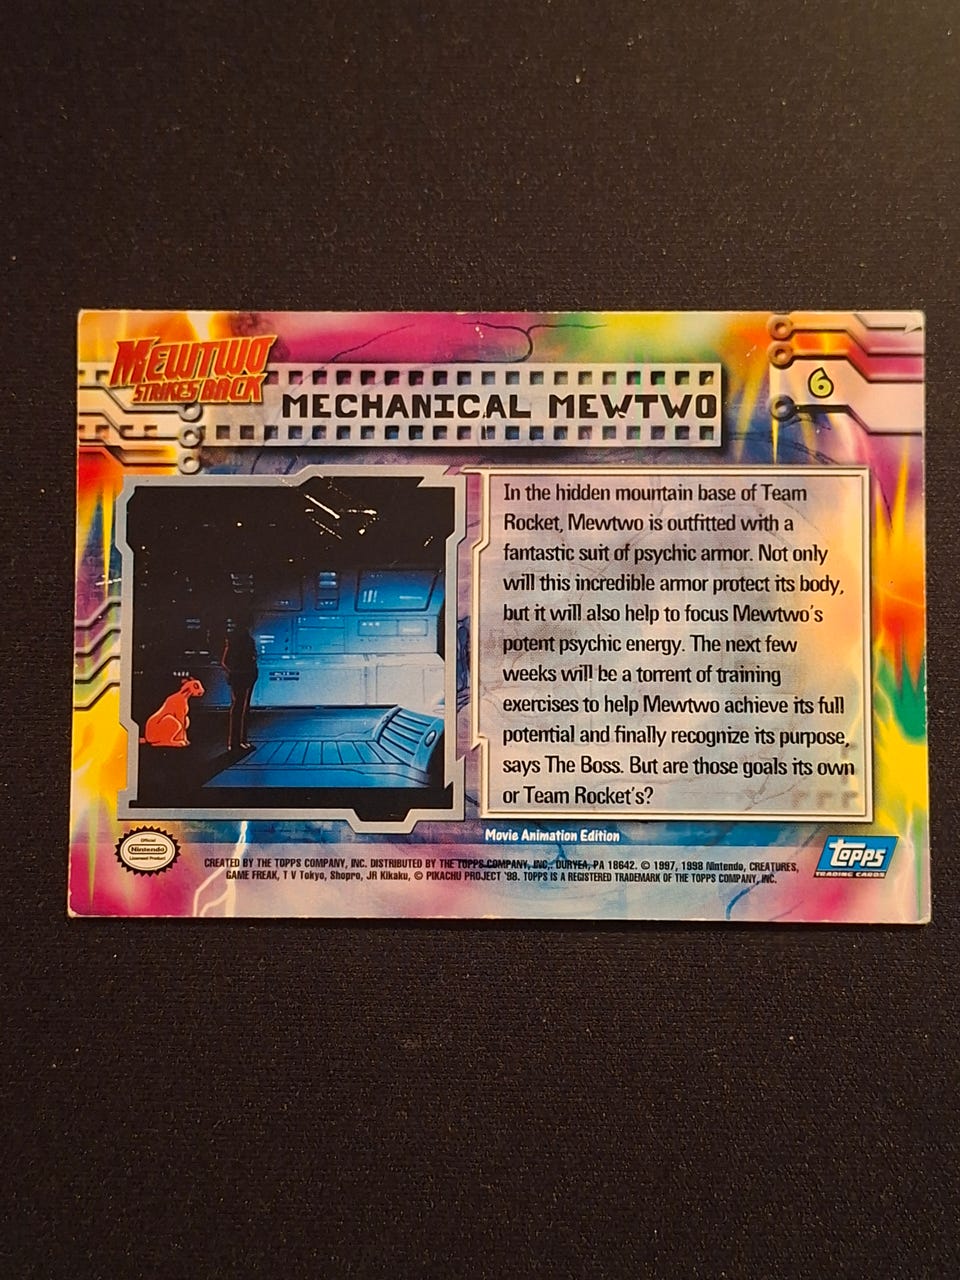 MEWTWO
STRIKES BACK
MECHANICAL MEWTWO
6
In the hidden mountain base of Team
Rocket, Mewtwo is outfitted with a
fantastic suit of psychic armor. Not only
will this incredible armor protect its body,
but it will also help to focus Mewtwo's
potent psychic energy. The next few
weeks will be a torrent of training
exercises to help Mewtwo achieve its full
potential and finally recognize its purpose,
says The Boss. But are those goals its own
or Team Rocket's?
Movie Animation Edition
Official
Nintendo
Licensed Product
CREATED BY THE TOPPS COMPANY, INC. DISTRIBUTED BY THE TOPPS COMPANY, INC., DURYEA, PA 18642. © 1997, 1998 Nintendo, CREATURES,
GAME FREAK, T V Tokyo, Shopro, JR Kikaku, © PIKACHU PROJECT '98. TOPPS IS A REGISTERED TRADEMARK OF THE TOPPS COMPANY, INC.
Topps
TRADING CARDS